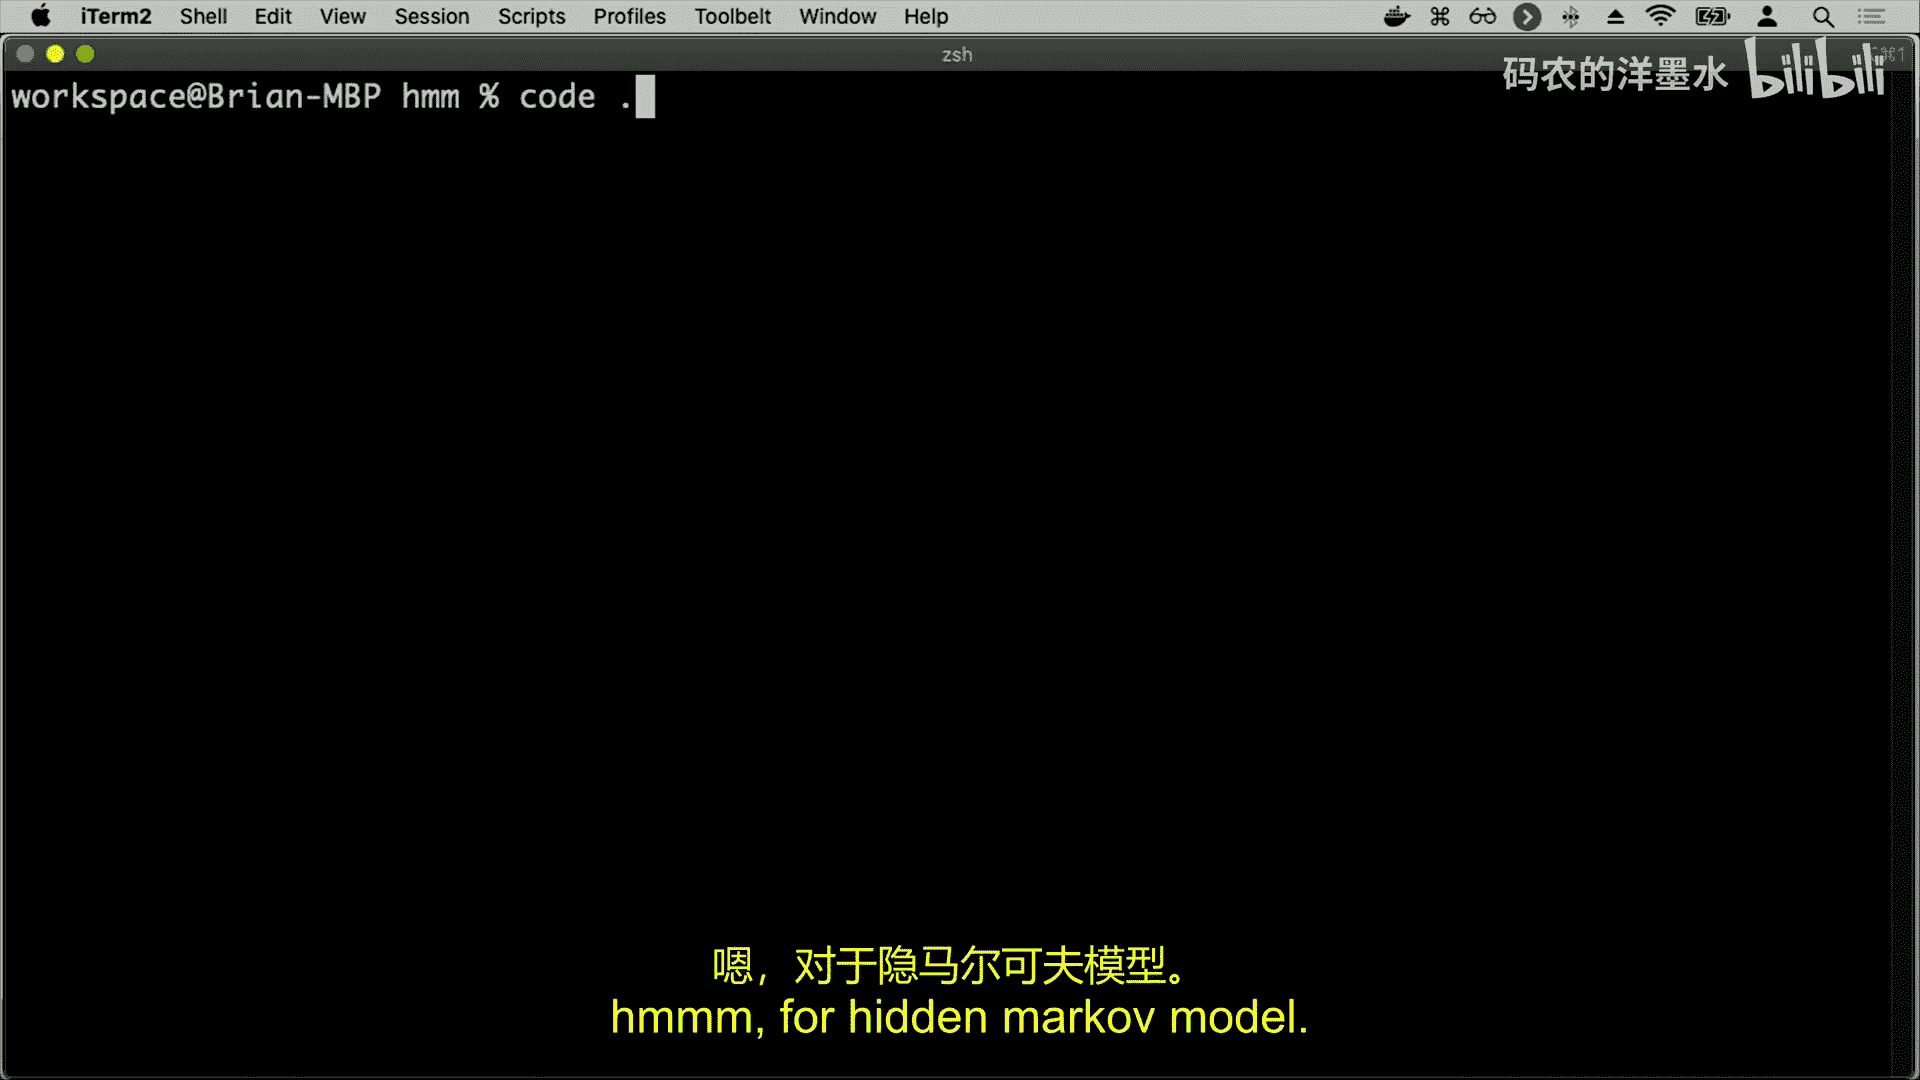 iTerm2 Shell Edit View Session Scripts Profiles Toolbelt Window Help
zsh
码农的洋墨水 bilibili
workspace@Brian-MBP hmm % code .
嗯，对于隐马尔可夫模型。
hmmm, for hidden markov model.